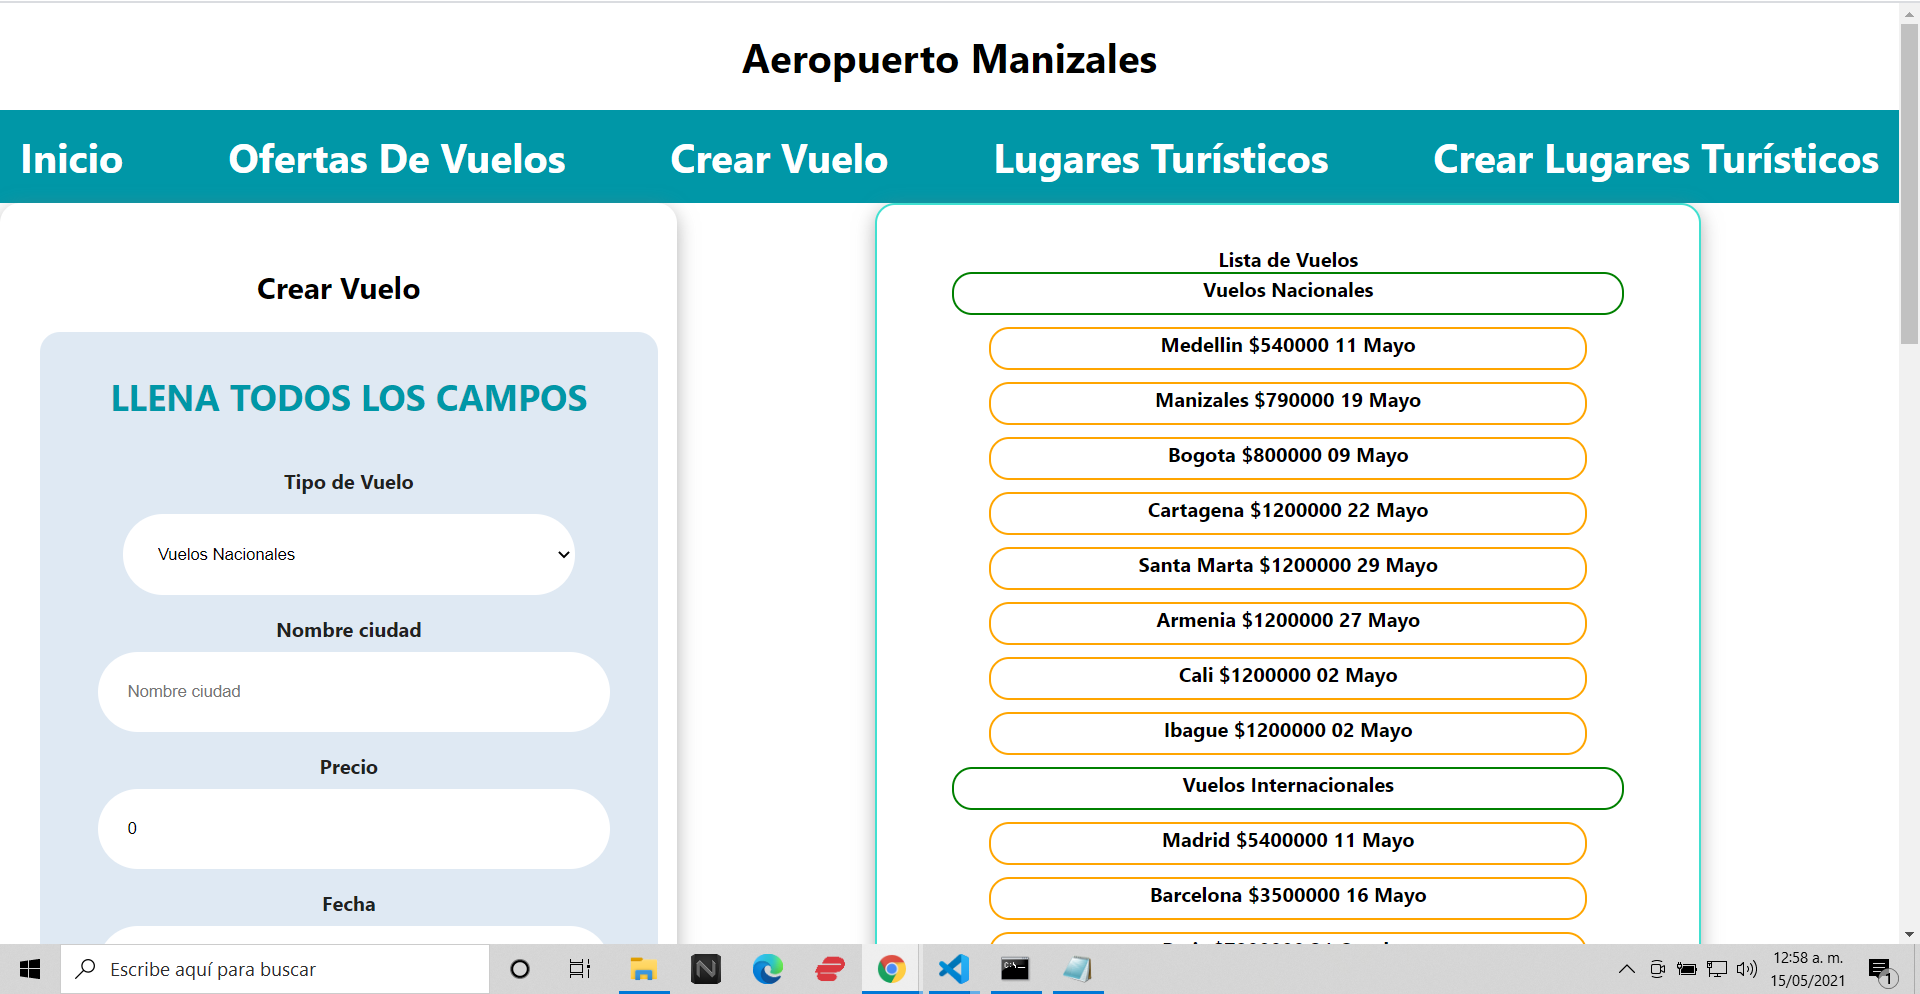 Aeropuerto Manizales
Inicio Ofertas De Vuelos Crear Vuelo Lugares Turísticos Crear Lugares Turísticos
Crear Vuelo
LLENA TODOS LOS CAMPOS
Tipo de Vuelo
Vuelos Nacionales
Nombre ciudad
Nombre ciudad
Precio
0
Fecha
Lista de Vuelos
Vuelos Nacionales
Medellin $540000 11 Mayo
Manizales $790000 19 Mayo
Bogota $800000 09 Mayo
Cartagena $1200000 22 Mayo
Santa Marta $1200000 29 Mayo
Armenia $1200000 27 Mayo
Cali $1200000 02 Mayo
Ibague $1200000 02 Mayo
Vuelos Internacionales
Madrid $5400000 11 Mayo
Barcelona $3500000 16 Mayo
Escribe aquí para buscar
12:58 a. m.
15/05/2021
1